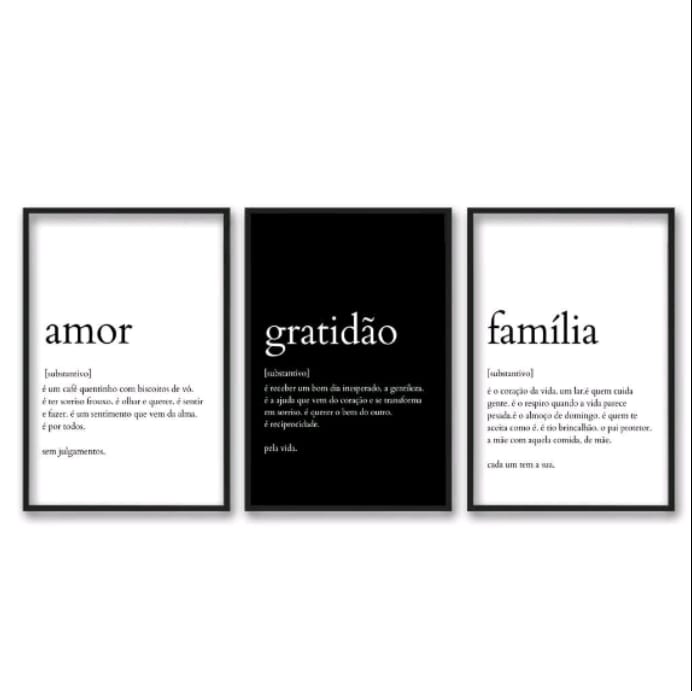 amor
[substantivo]
é um café quentinho com biscoitos de vó.
é ter sorriso frouxo. é olhar e querer. é sentir
e fazer. é um sentimento que vem da alma.
é por todos.
sem julgamentos.
gratidão
[substantivo]
é receber um bom dia inesperado, a gentileza.
é a ajuda que vem do coração e se transforma
em sorriso. é querer o bem do outro.
é reciprocidade.
pela vida.
família
[substantivo]
é o coração da vida. um lar.é quem cuida
gente. é o respiro quando a vida parece
pesada.é o almoço de domingo. é quem te
aceita como é. é tio brincalhão. o pai protetor.
a mãe com aquela comida, de mãe.
cada um tem a sua.